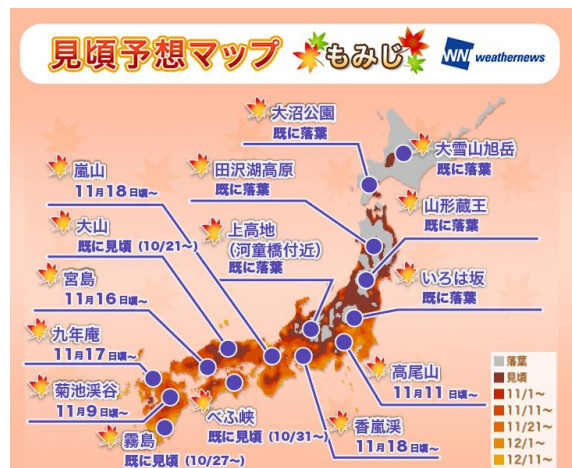 見頃予想マップ もみじ WNI weathernews
大沼公園
既に落葉
大雪山旭岳
既に落葉
嵐山
11月18日頃~
田沢湖高原
既に落葉
山形蔵王
既に落葉
大山
既に見頃 (10/21~)
上高地
(河童橋付近)
既に落葉
宮島
11月16日頃~
いろは坂
既に落葉
九年庵
11月17日頃~
高尾山
11月11日頃~
菊池渓谷
11月9日頃~
べふ峡
既に見頃 (10/31~)
香嵐渓
11月18日頃~
霧島
既に見頃 (10/27~)
落葉
見頃
11/1~
11/11~
11/21~
12/1~
12/11~